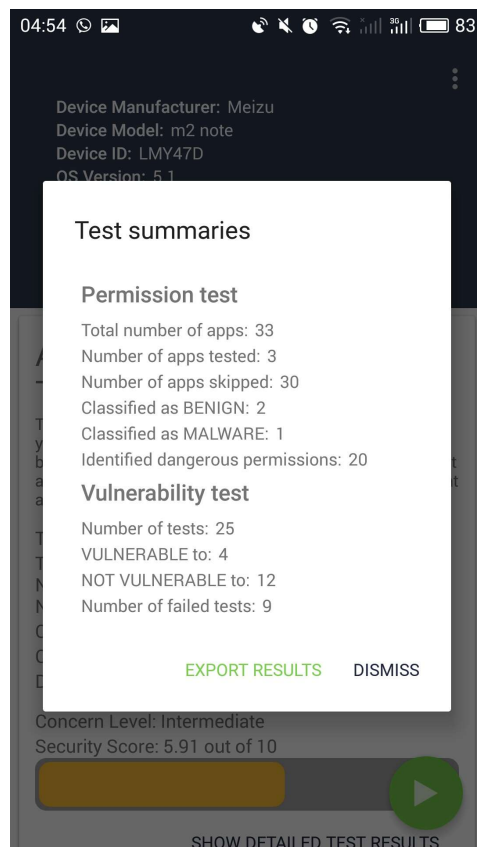 04:54
3G
83
Device Manufacturer: Meizu
Device Model: m2 note
Device ID: LMY47D
OS Version: 5.1
Test summaries
Permission test
Total number of apps: 33
Number of apps tested: 3
Number of apps skipped: 30
Classified as BENIGN: 2
Classified as MALWARE: 1
Identified dangerous permissions: 20
Vulnerability test
Number of tests: 25
VULNERABLE to: 4
NOT VULNERABLE to: 12
Number of failed tests: 9
EXPORT RESULTS
DISMISS
Concern Level: Intermediate
Security Score: 5.91 out of 10
SHOW DETAILED TEST RESULTS